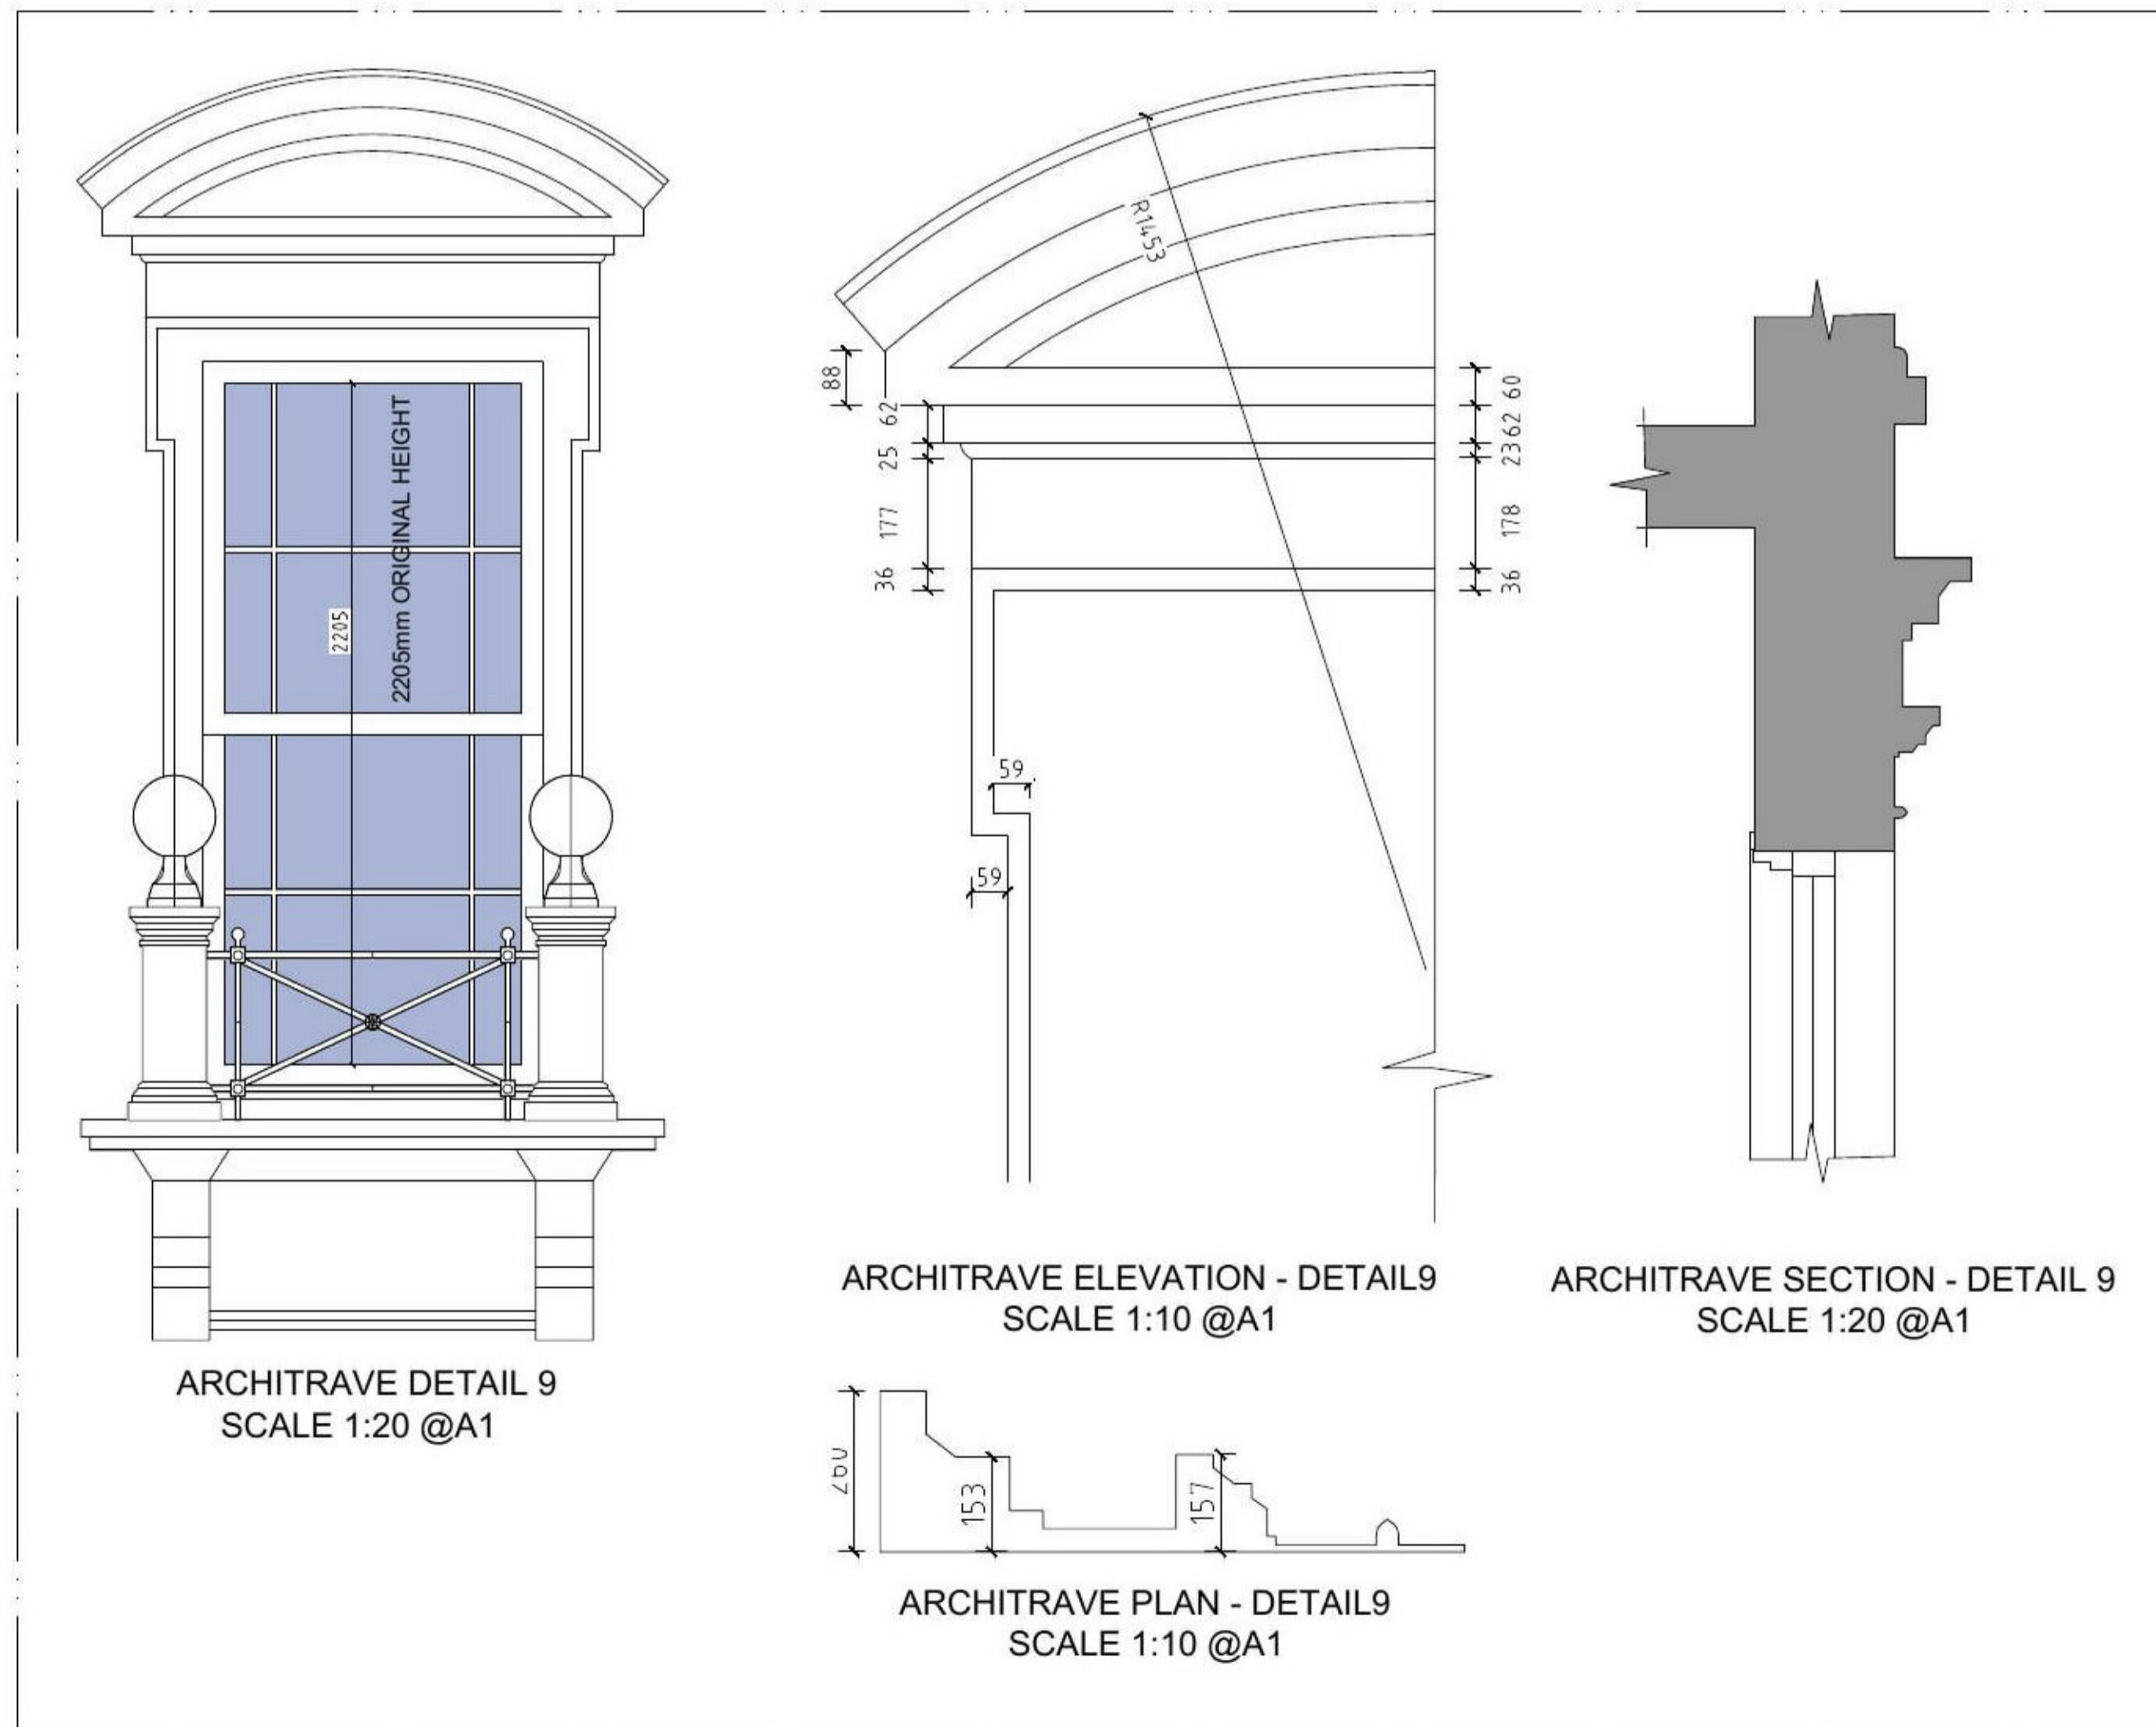 2205
2205mm ORIGINAL HEIGHT
ARCHITRAVE DETAIL 9
SCALE 1:20 @A1
R1453
88
62
25
177
36
60
62
23
178
36
59
59
ARCHITRAVE ELEVATION - DETAIL9
SCALE 1:10 @A1
ARCHITRAVE SECTION - DETAIL 9
SCALE 1:20 @A1
260
153
157
ARCHITRAVE PLAN - DETAIL9
SCALE 1:10 @A1